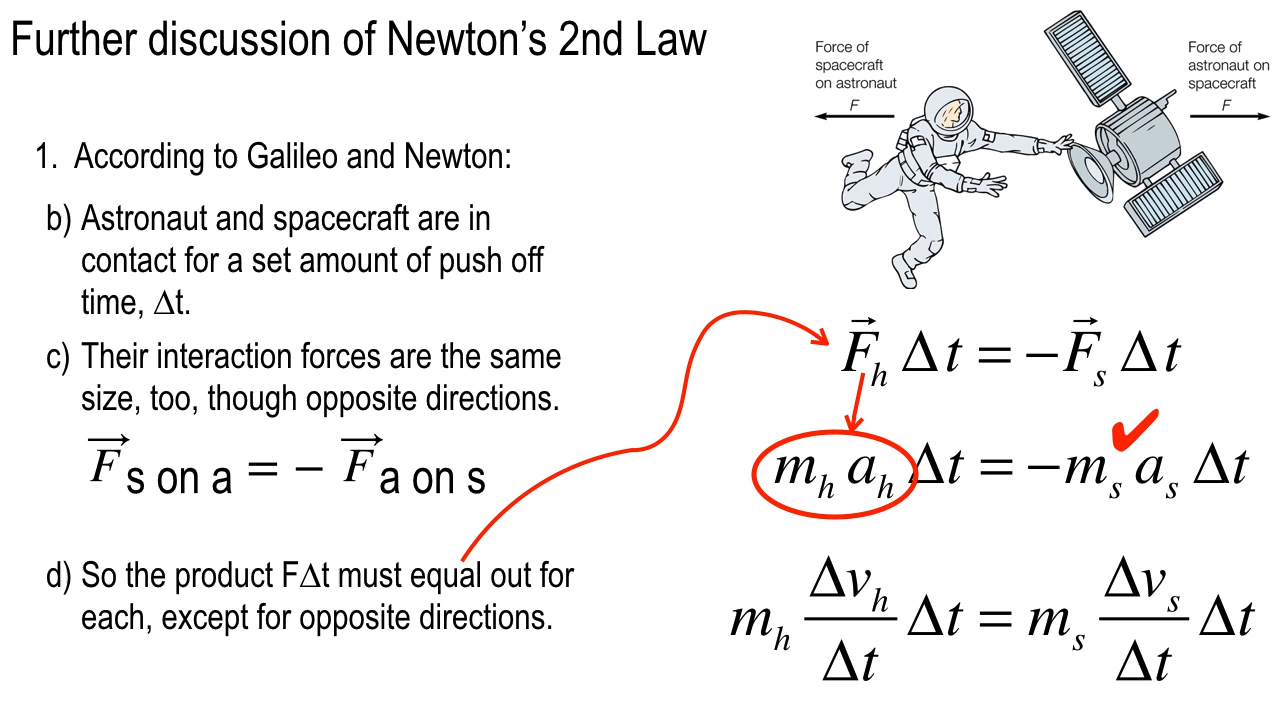 Further discussion of Newton's 2nd Law
Force of
spacecraft
on astronaut
F
Force of
astronaut on
spacecraft
F
1. According to Galileo and Newton:
b) Astronaut and spacecraft are in
contact for a set amount of push off
time, Δt.
c) Their interaction forces are the same
size, too, though opposite directions.
F⃗ s on a = − F⃗ a on s
d) So the product FΔt must equal out for
each, except for opposite directions.
F⃗_h Δt = −F⃗_s Δt
m_h a_h Δt = −m_s a_s Δt
m_h Δv_h/Δt Δt = m_s Δv_s/Δt Δt